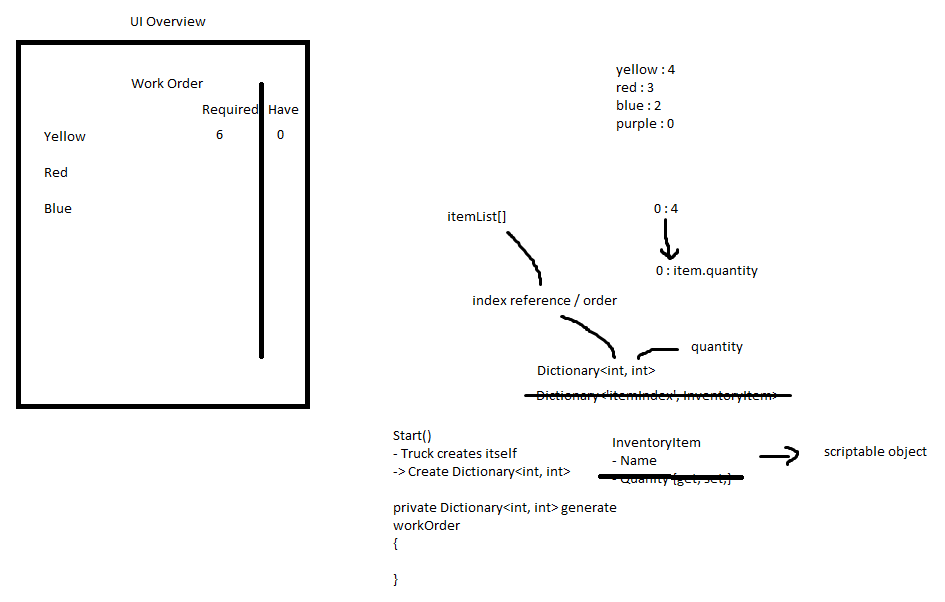 UI Overview
Work Order
Required Have
Yellow 6 0
Red
Blue
yellow : 4
red : 3
blue : 2
purple : 0
itemList[]
0 : 4
0 : item.quantity
index reference / order
quantity
Dictionary<int, int>
Dictionary<'itemIndex', InventoryItem>
Start()
- Truck creates itself
-> Create Dictionary<int, int>
InventoryItem
- Name
- Quanity {get; set;}
scriptable object
private Dictionary<int, int> generate
workOrder
{
}